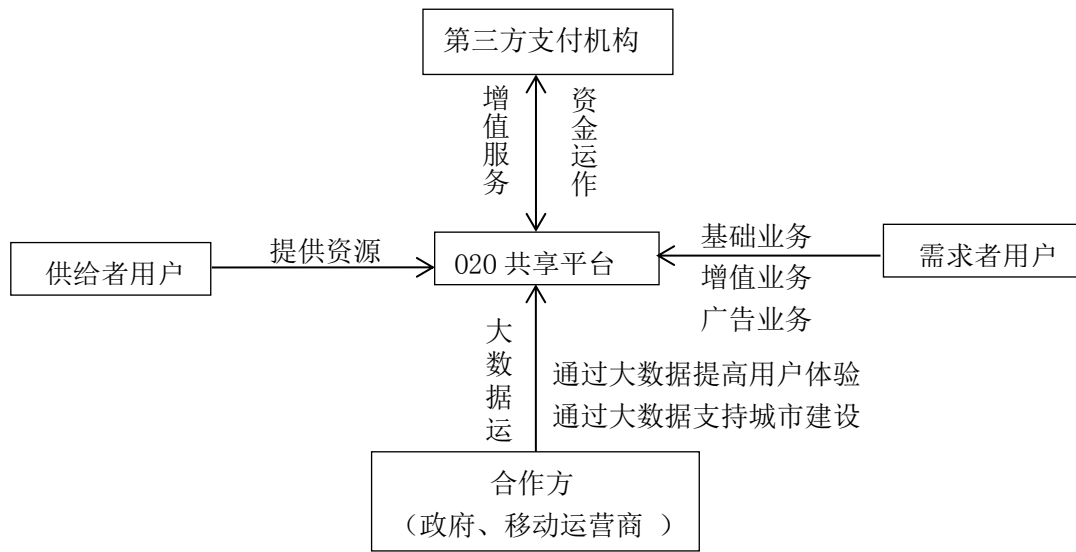 第三方支付机构
增值服务
资金运作
供给者用户
提供资源
020 共享平台
基础业务
增值业务
广告业务
需求者用户
大数据运
通过大数据提高用户体验
通过大数据支持城市建设
合作方
（政府、移动运营商 ）